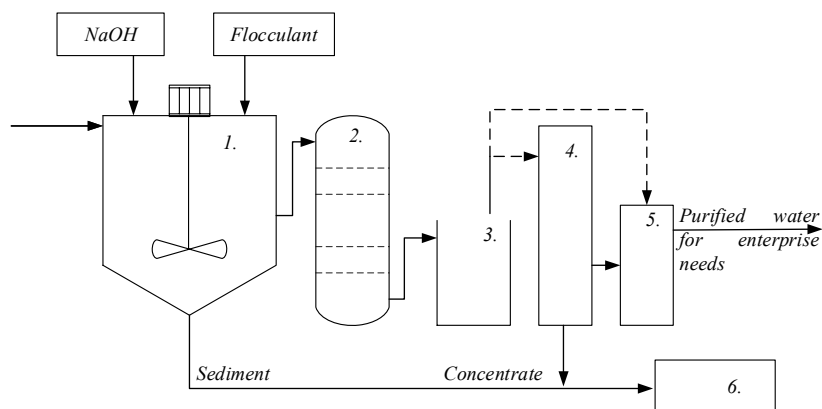 NaOH
Flocculant
1.
2.
3.
4.
5.
Purified water
for enterprise
needs
Sediment
Concentrate
6.